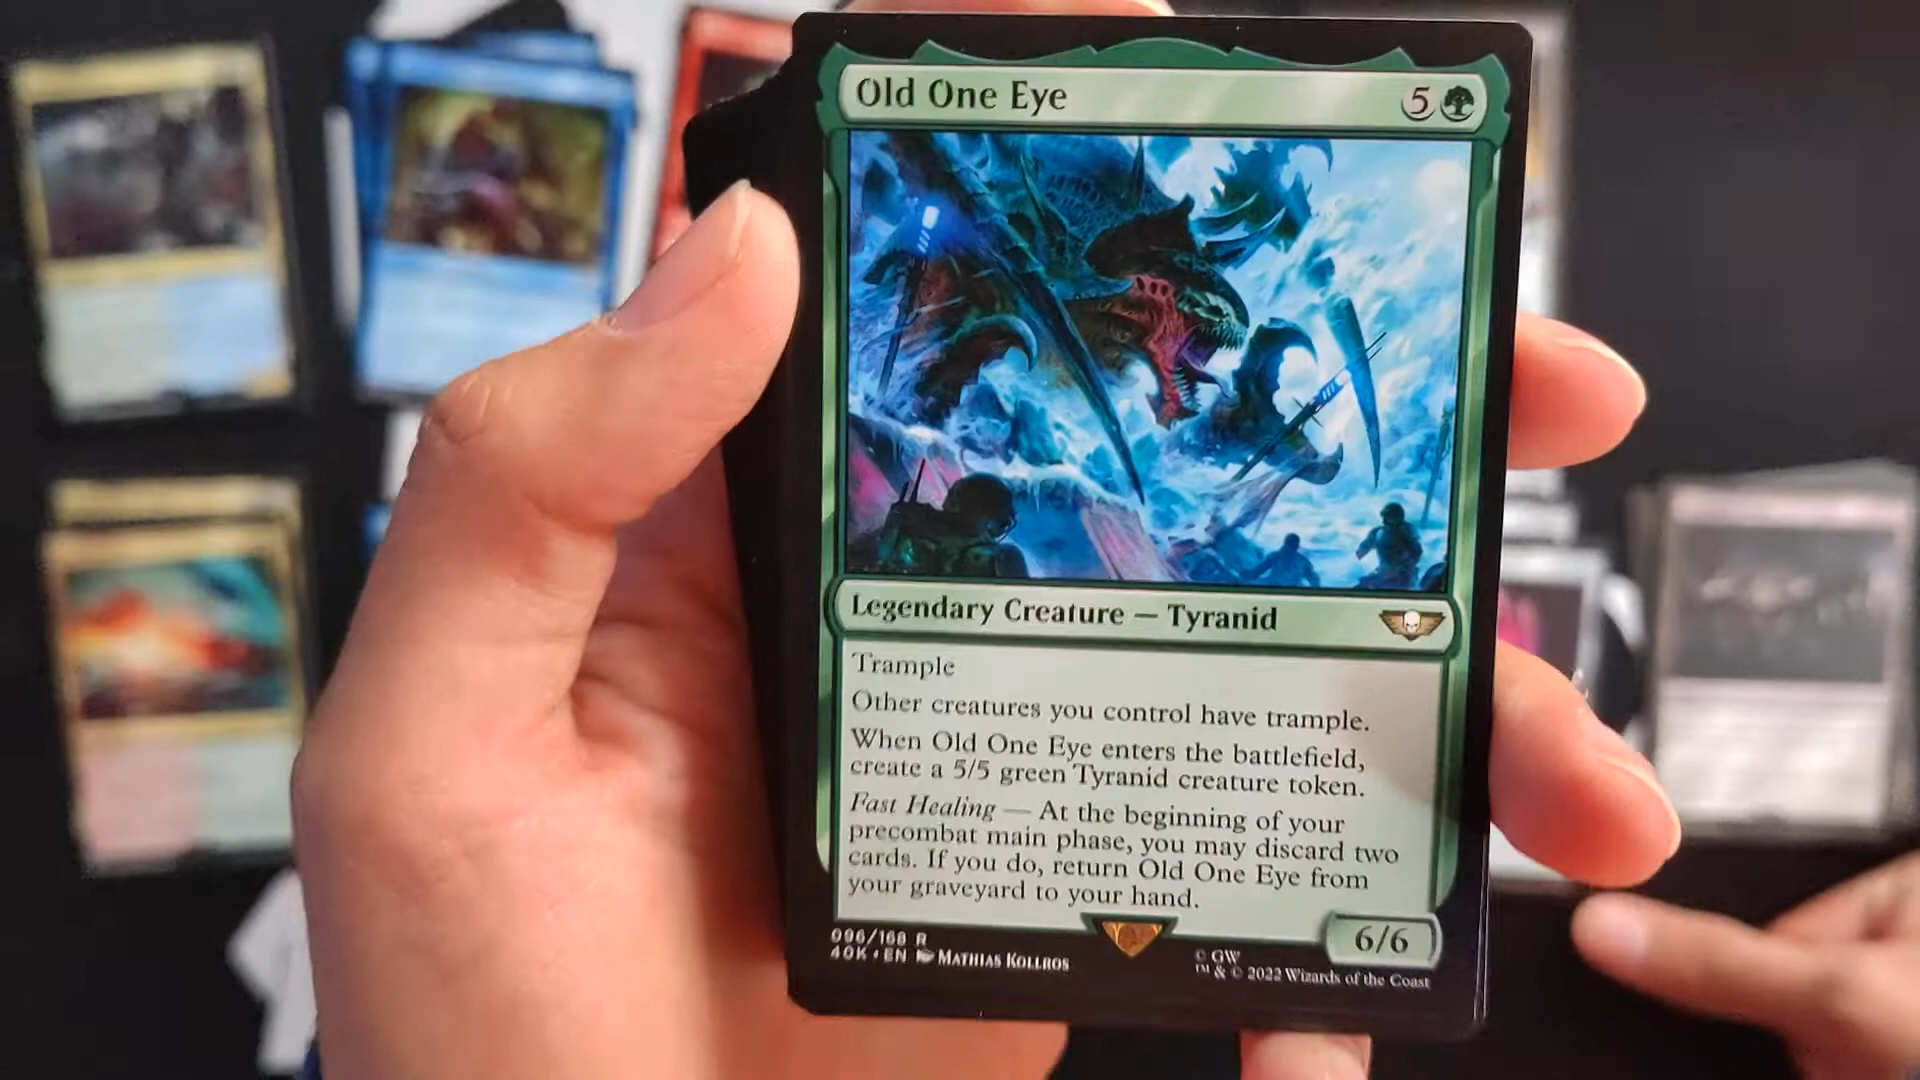 Old One Eye 5
Legendary Creature — Tyranid
Trample
Other creatures you control have trample.
When Old One Eye enters the battlefield,
create a 5/5 green Tyranid creature token.
Fast Healing — At the beginning of your
precombat main phase, you may discard two
cards. If you do, return Old One Eye from
your graveyard to your hand.
6/6
096/168 R
40K • EN Mathias Kollros
© GW
™ & © 2022 Wizards of the Coast